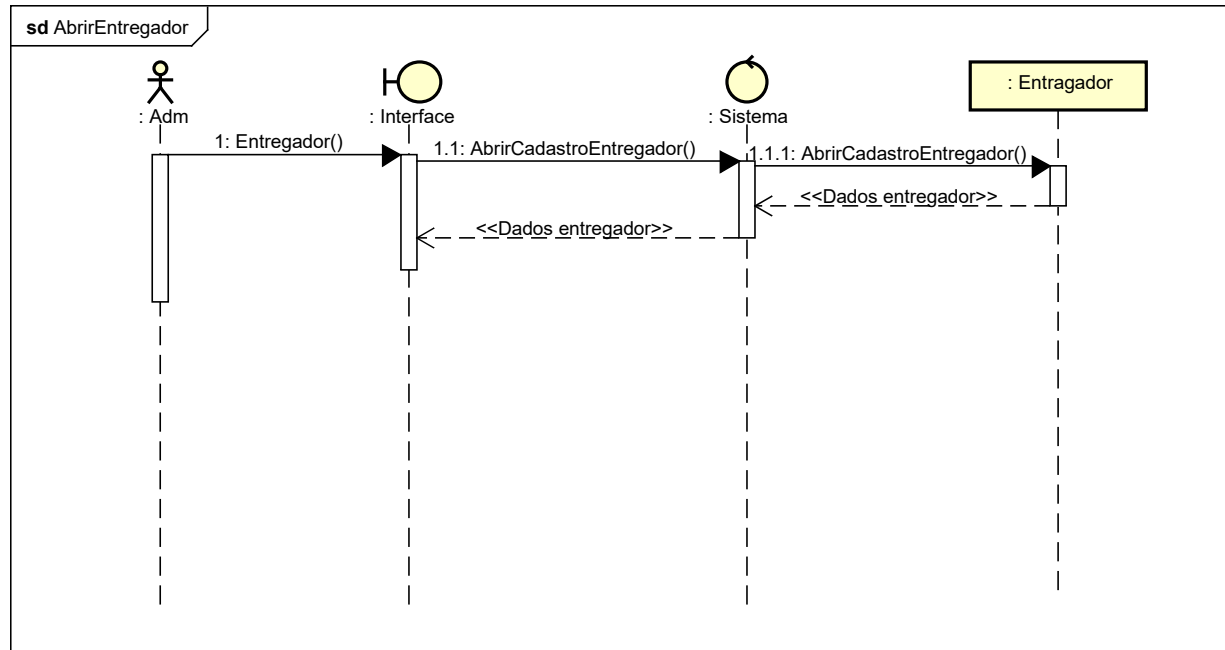 sd AbrirEntregador
: Adm
: Interface
: Sistema
: Entragador
1: Entregador()
1.1: AbrirCadastroEntregador()
1.1.1: AbrirCadastroEntregador()
<<Dados entregador>>
<<Dados entregador>>